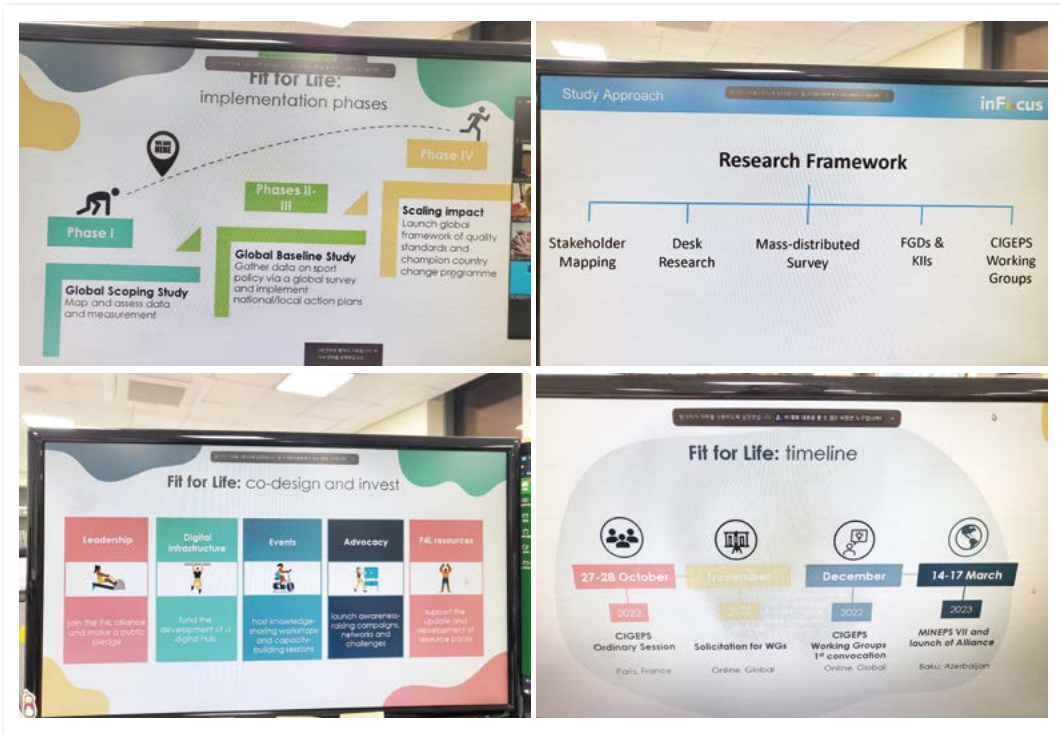 Fit for Life:
implementation phases
WE ARE
HERE
Phase IV
Phases II-
III
Phase I
Scaling impact
Launch global
framework of quality
standards and
champion country
change programme
Global Baseline Study
Gather data on sport
policy via a global survey
and implement
national/local action plans
Global Scoping Study
Map and assess data
and measurement
Study Approach
inFocus
Research Framework
Stakeholder
Mapping
Desk
Research
Mass-distributed
Survey
FGDs &
KIIs
CIGEPS
Working
Groups
Fit for Life: co-design and invest
Leadership
join the F4L alliance
and make a public
pledge
Digital
infrastructure
fund the
development of a
digital hub
Events
host knowledge-
sharing workshops
and capacity-
building sessions
Advocacy
launch awareness-
raising campaigns,
networks and
challenges
F4L resources
support the
update and
development of
resource packs
Fit for Life: timeline
27-28 October
2022
CIGEPS
Ordinary Session
Paris, France
November
2022
Solicitation for WGs
Online, Global
December
2022
CIGEPS
Working Groups
1st convocation
Online, Global
14-17 March
2023
MINEPS VII and
launch of Alliance
Baku, Azerbaijan